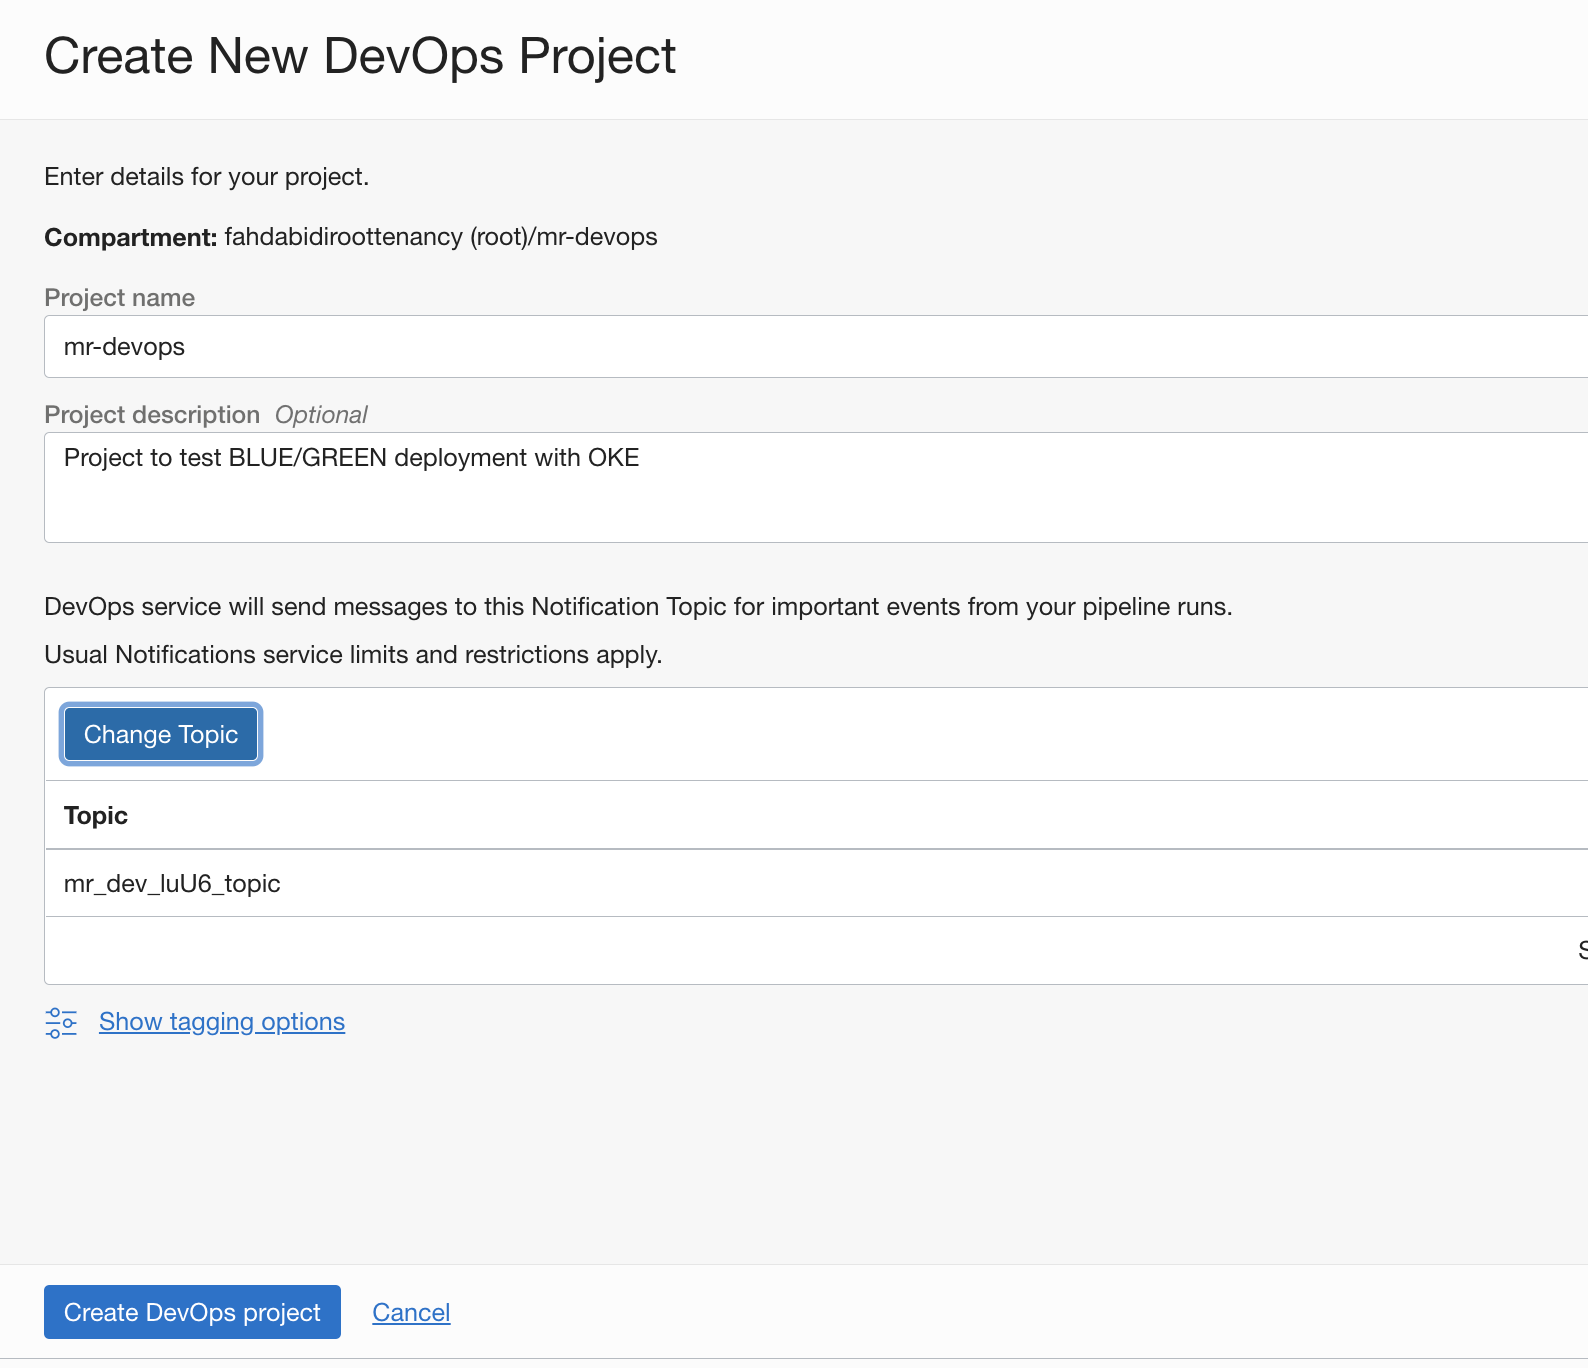 Create New DevOps Project
Enter details for your project.
Compartment: fahdabidiroottenancy (root)/mr-devops
Project name
mr-devops
Project description Optional
Project to test BLUE/GREEN deployment with OKE
DevOps service will send messages to this Notification Topic for important events from your pipeline runs.
Usual Notifications service limits and restrictions apply.
Change Topic
Topic
mr_dev_luU6_topic
Show tagging options
Create DevOps project Cancel